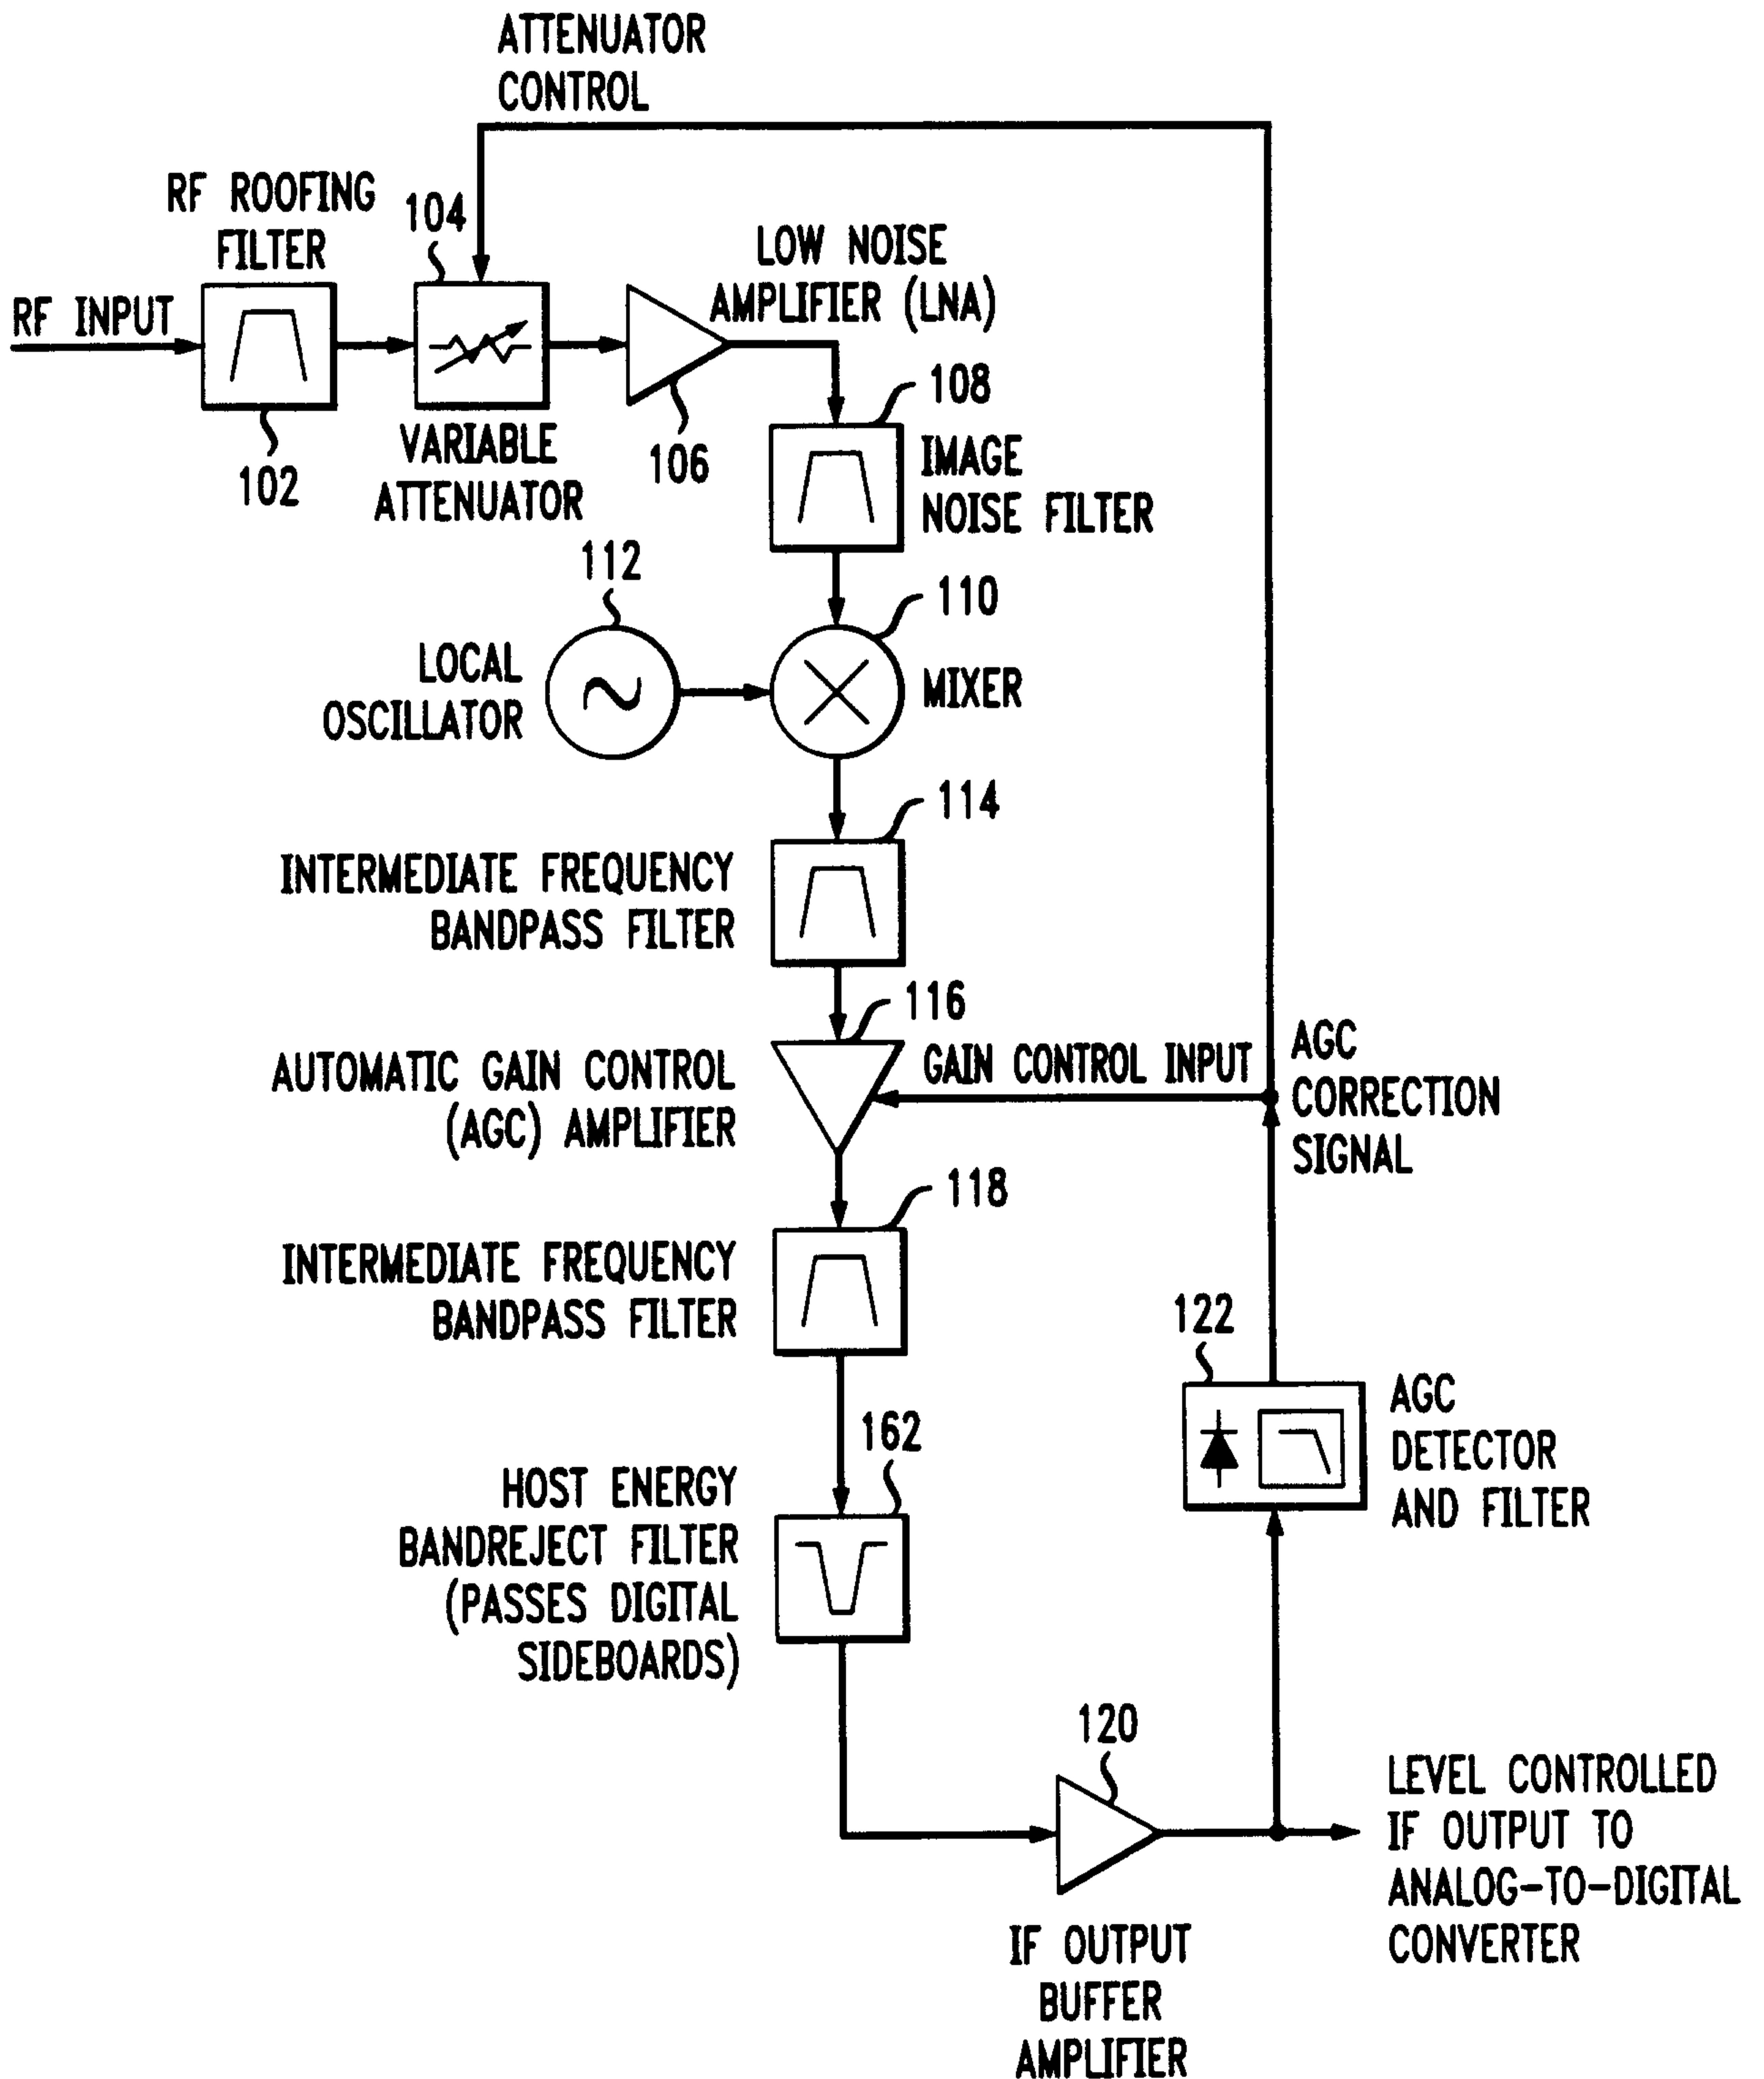 ATTENUATOR
CONTROL
RF ROOFING
FILTER
104
RF INPUT
LOW NOISE
AMPLIFIER (LNA)
102
VARIABLE
ATTENUATOR
106
108
IMAGE
NOISE FILTER
112
110
LOCAL
OSCILLATOR
MIXER
114
INTERMEDIATE FREQUENCY
BANDPASS FILTER
116
AUTOMATIC GAIN CONTROL
(AGC) AMPLIFIER
GAIN CONTROL INPUT
AGC
CORRECTION
SIGNAL
118
INTERMEDIATE FREQUENCY
BANDPASS FILTER
122
AGC
DETECTOR
AND FILTER
162
HOST ENERGY
BANDREJECT FILTER
(PASSES DIGITAL
SIDEBOARDS)
120
LEVEL CONTROLLED
IF OUTPUT TO
ANALOG-TO-DIGITAL
CONVERTER
IF OUTPUT
BUFFER
AMPLIFIER